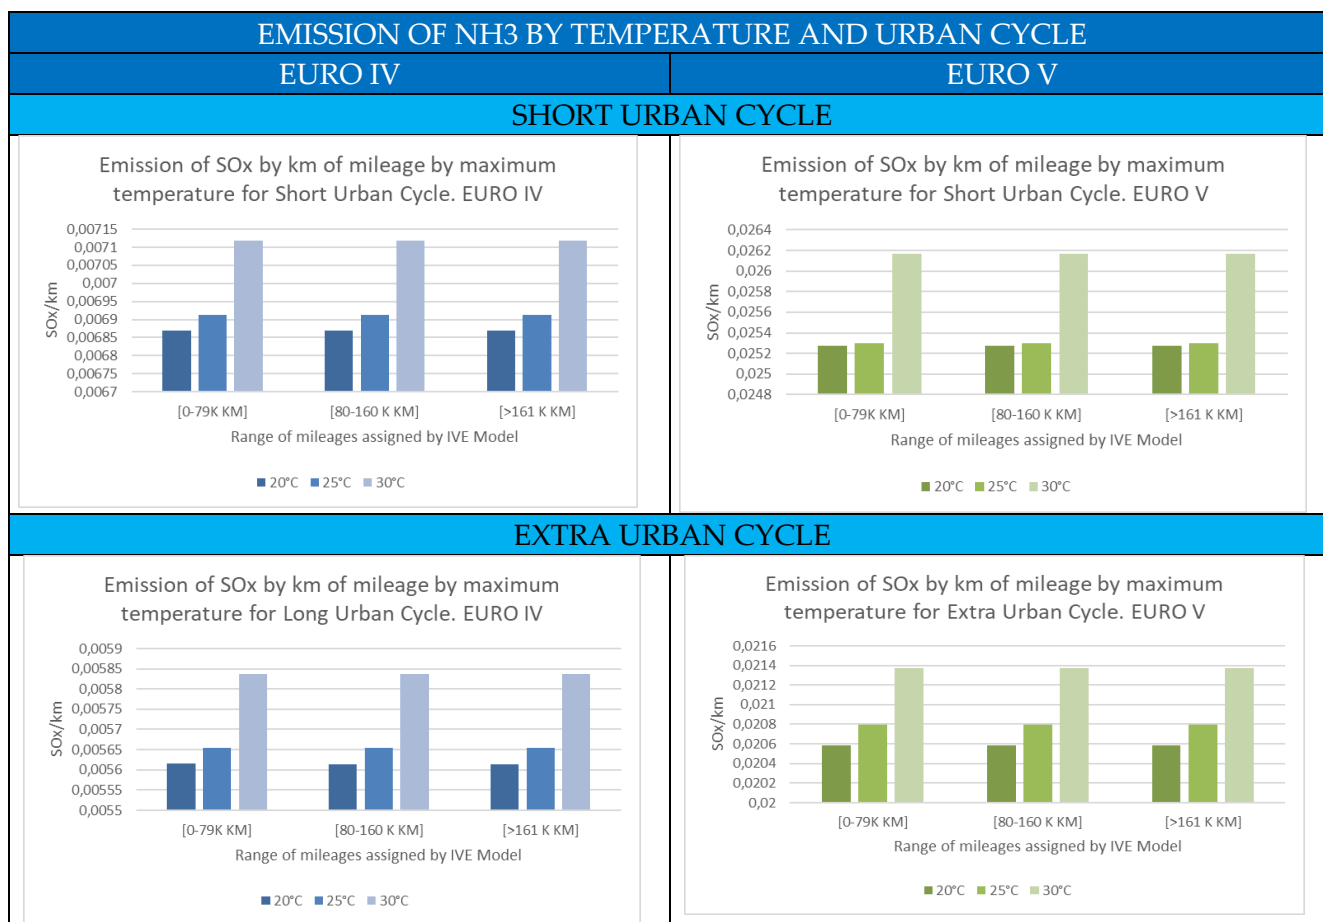 EMISSION OF NH3 BY TEMPERATURE AND URBAN CYCLE
EURO IV
EURO V
SHORT URBAN CYCLE
Emission of SOx by km of mileage by maximum
temperature for Short Urban Cycle. EURO IV
0,00715
0,0071
0,00705
0,007
0,00695
0,0069
0,00685
0,0068
0,00675
0,0067
SOx/km
[0-79K KM]
[80-160 K KM]
[>161 K KM]
Range of mileages assigned by IVE Model
20°C
25°C
30°C
Emission of SOx by km of mileage by maximum
temperature for Short Urban Cycle. EURO V
0,0264
0,0262
0,026
0,0258
0,0256
0,0254
0,0252
0,025
0,0248
SOx/km
[0-79K KM]
[80-160 K KM]
[>161 K KM]
Range of mileages assigned by IVE Model
20°C
25°C
30°C
EXTRA URBAN CYCLE
Emission of SOx by km of mileage by maximum
temperature for Long Urban Cycle. EURO IV
0,0059
0,00585
0,0058
0,00575
0,0057
0,00565
0,0056
0,00555
0,0055
SOx/km
[0-79K KM]
[80-160 K KM]
[>161 K KM]
Range of mileages assigned by IVE Model
20°C
25°C
30°C
Emission of SOx by km of mileage by maximum
temperature for Extra Urban Cycle. EURO V
0,0216
0,0214
0,0212
0,021
0,0208
0,0206
0,0204
0,0202
0,02
SOx/km
[0-79K KM]
[80-160 K KM]
[>161 K KM]
Range of mileages assigned by IVE Model
20°C
25°C
30°C